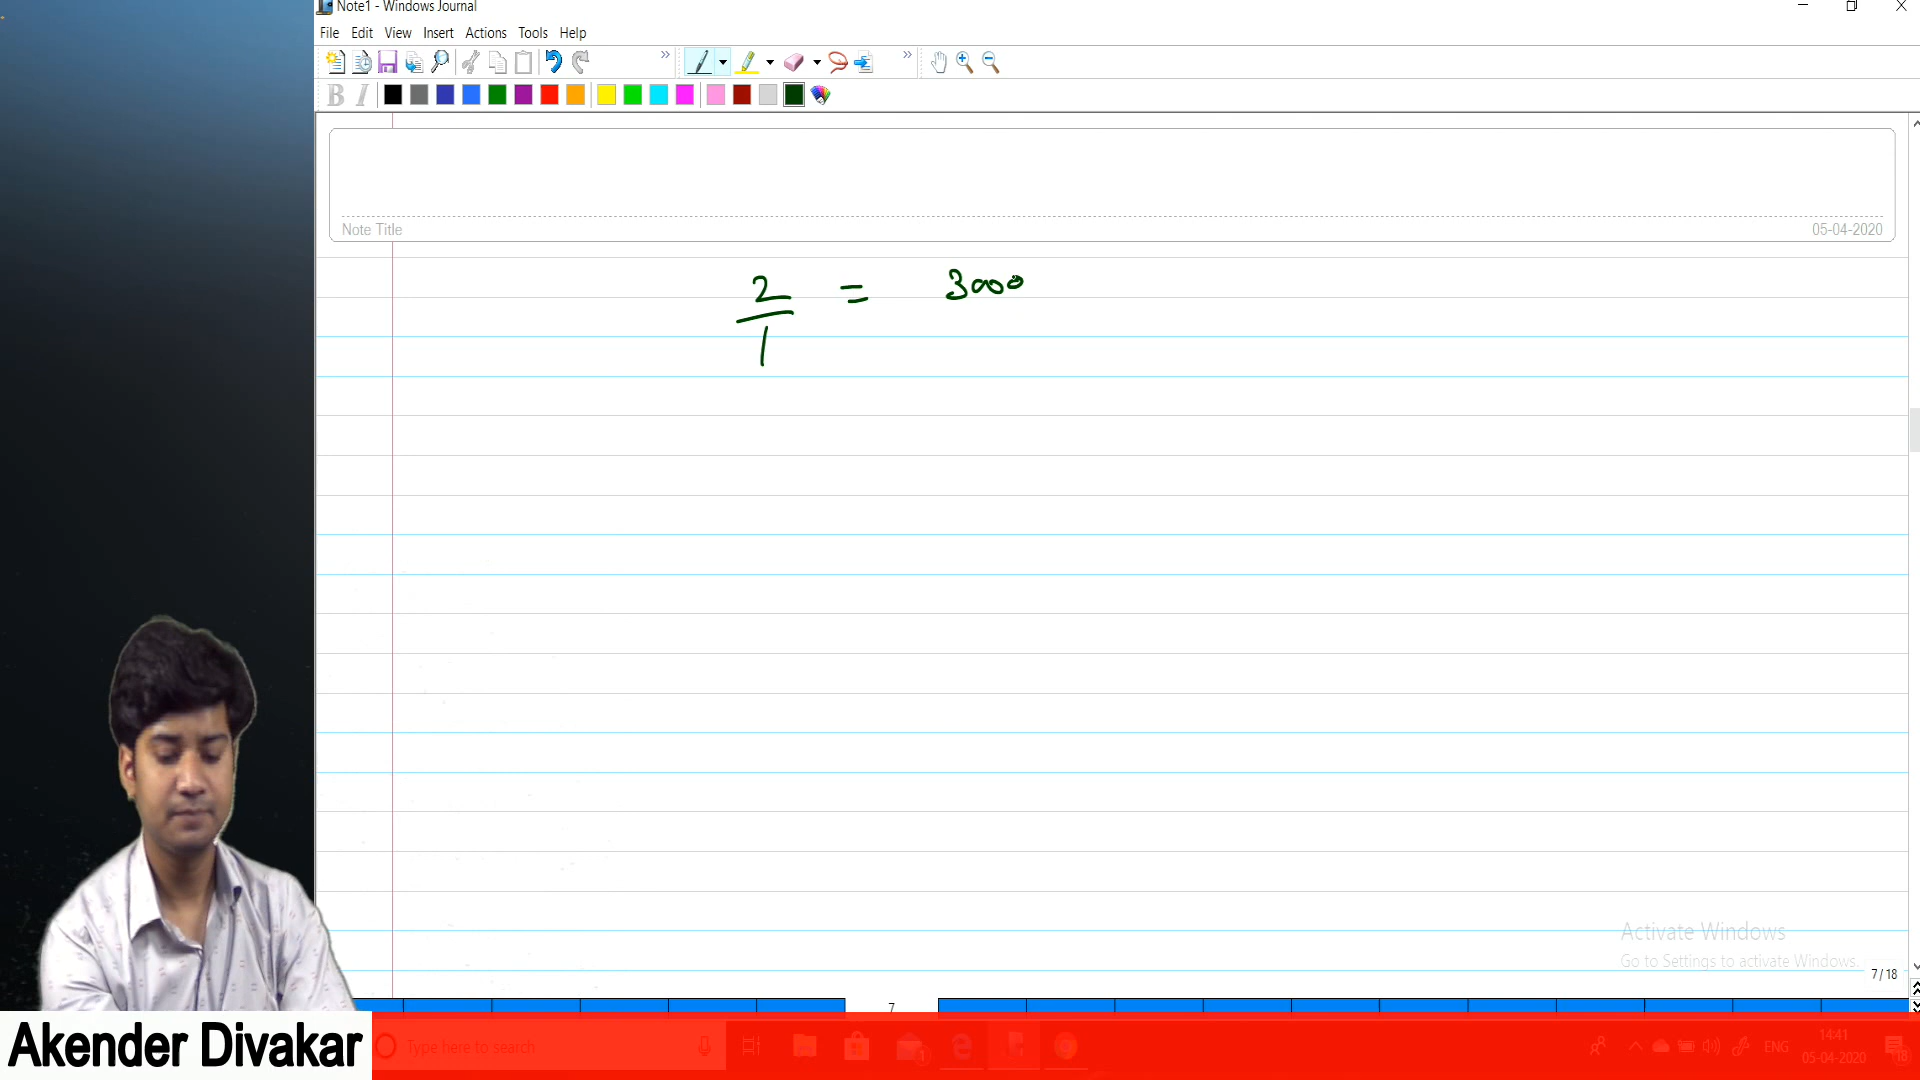 Note1 - Windows Journal
File Edit View Insert Actions Tools Help
B I
Note Title 05-04-2020
2 = 3000
1
Activate Windows
Go to Settings to activate Windows.
7 / 18
7
Akender Divakar
Type here to search
1
ENG
14:41
05-04-2020
18